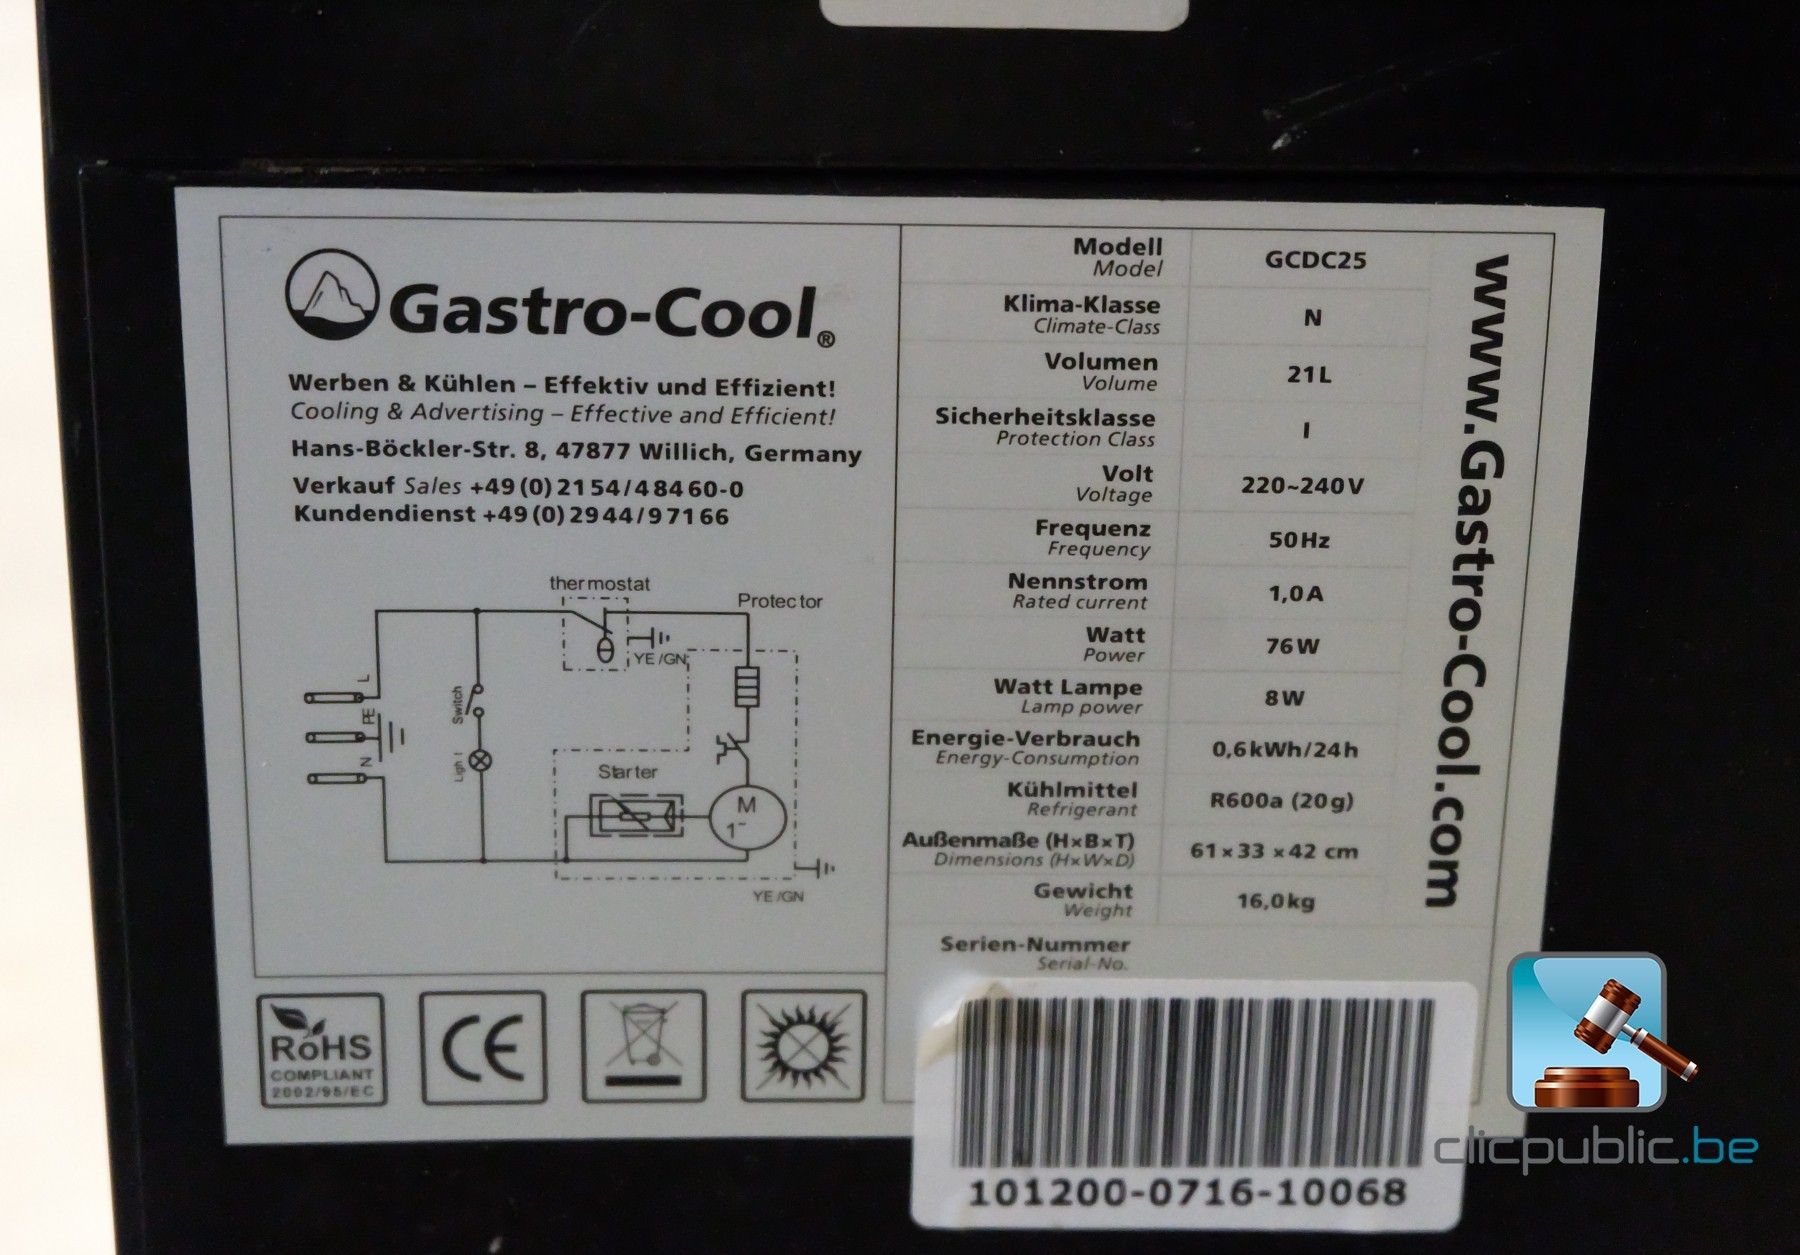 Gastro-Cool®
Werben & Kühlen – Effektiv und Effizient!
Cooling & Advertising – Effective and Efficient!
Hans-Böckler-Str. 8, 47877 Willich, Germany
Verkauf Sales +49(0)2154/48460-0
Kundendienst +49(0)2944/97166
thermostat
Protector
YE/GN
L
PE
N
Switch
Light
Starter
M
1~
YE/GN
RoHS
COMPLIANT
2002/95/EC
CE
Modell
Model
GCDC25
Klima-Klasse
Climate-Class
N
Volumen
Volume
21L
Sicherheitsklasse
Protection Class
I
Volt
Voltage
220~240V
Frequenz
Frequency
50Hz
Nennstrom
Rated current
1,0A
Watt
Power
76W
Watt Lampe
Lamp power
8W
Energie-Verbrauch
Energy-Consumption
0,6kWh/24h
Kühlmittel
Refrigerant
R600a (20g)
Außenmaße (H×B×T)
Dimensions (H×W×D)
61×33×42 cm
Gewicht
Weight
16,0kg
Serien-Nummer
Serial-No.
101200-0716-10068
www.Gastro-Cool.com
clicpublic.be